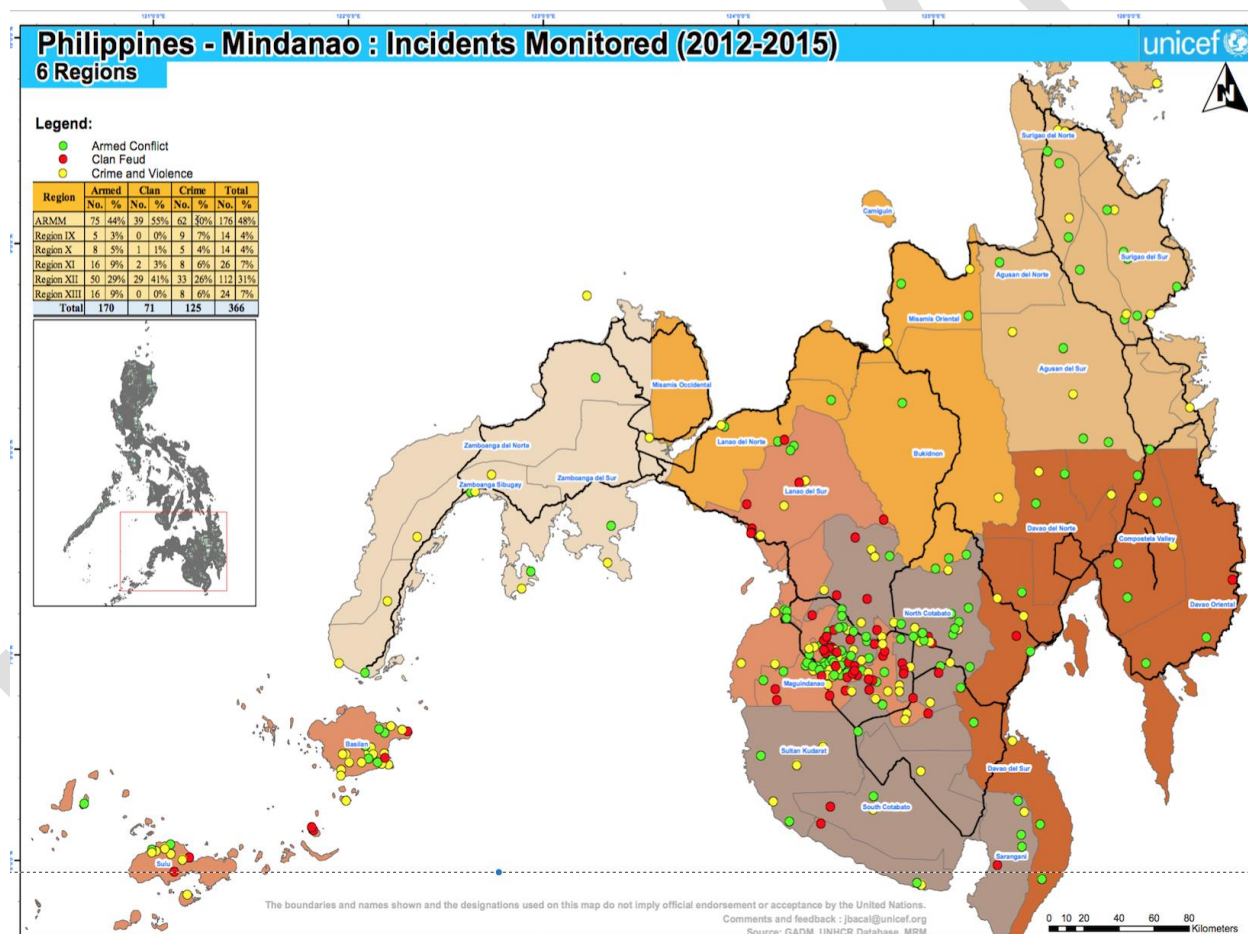 Philippines - Mindanao : Incidents Monitored (2012-2015)
unicef
6 Regions
N
Legend:
Armed Conflict
Clan Feud
Crime and Violence
Region Armed Clan Crime Total
No. % No. % No. % No. %
ARMM 75 44% 39 55% 62 50% 176 48%
Region IX 5 3% 0 0% 9 7% 14 4%
Region X 8 5% 1 1% 5 4% 14 4%
Region XI 16 9% 2 3% 8 6% 26 7%
Region XII 50 29% 29 41% 33 26% 112 31%
Region XIII 16 9% 0 0% 8 6% 24 7%
Total 170 71 125 366
Surigao del Norte
Camiguin
Surigao del Sur
Agusan del Norte
Misamis Oriental
Agusan del Sur
Misamis Occidental
Zamboanga del Norte
Lanao del Norte
Bukidnon
Zamboanga Sibugay
Zamboanga del Sur
Lanao del Sur
Davao del Norte
Compostela Valley
Davao Oriental
North Cotabato
Maguindanao
Basilan
Sultan Kudarat
Davao del Sur
South Cotabato
Sarangani
Sulu
The boundaries and names shown and the designations used on this map do not imply official endorsement or acceptance by the United Nations.
Comments and feedback : jbacal@unicef.org
Source: GADM, UNHCR Database, MRM
0 10 20 40 60 80
Kilometers